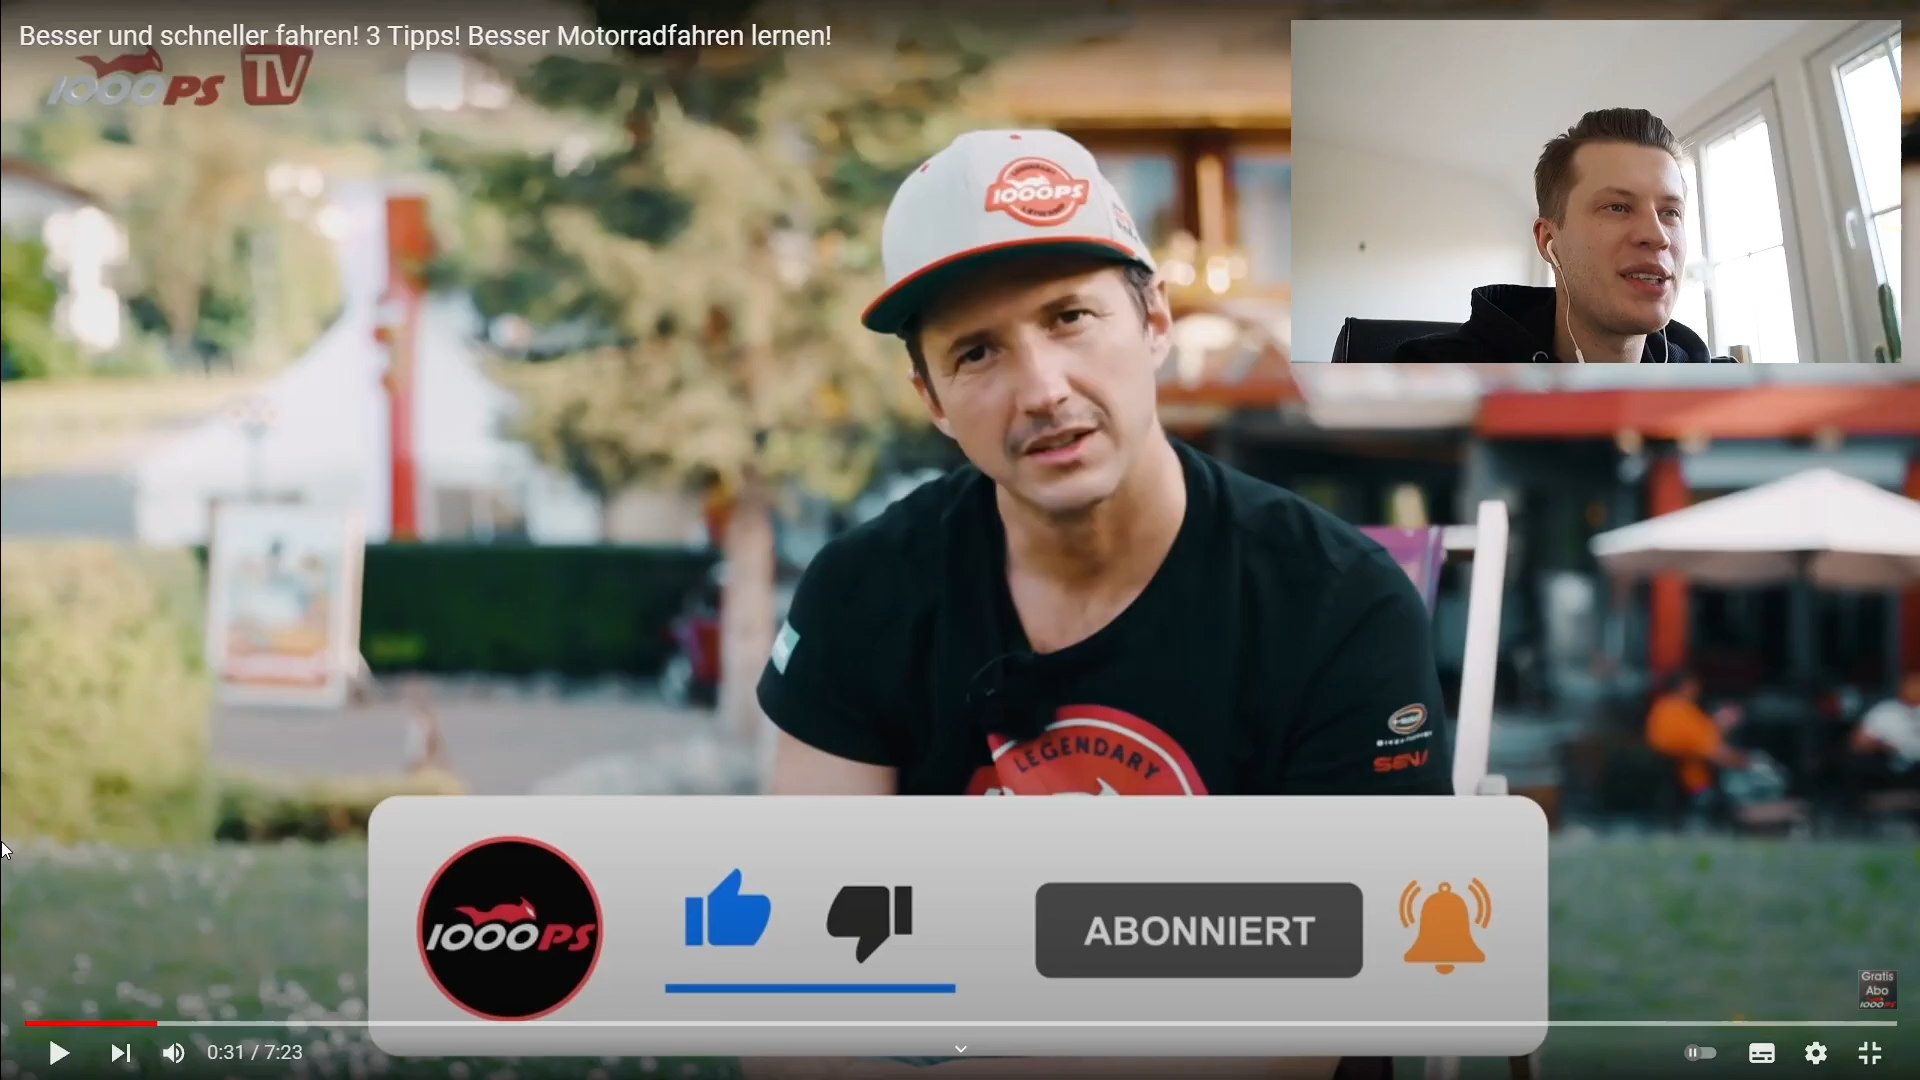 Besser und schneller fahren! 3 Tipps! Besser Motorradfahren lernen!
1000PS TV
1000PS
LEGENDARY
SENA
1000PS
ABONNIERT
Gratis
Abo
1000PS
0:31 / 7:23